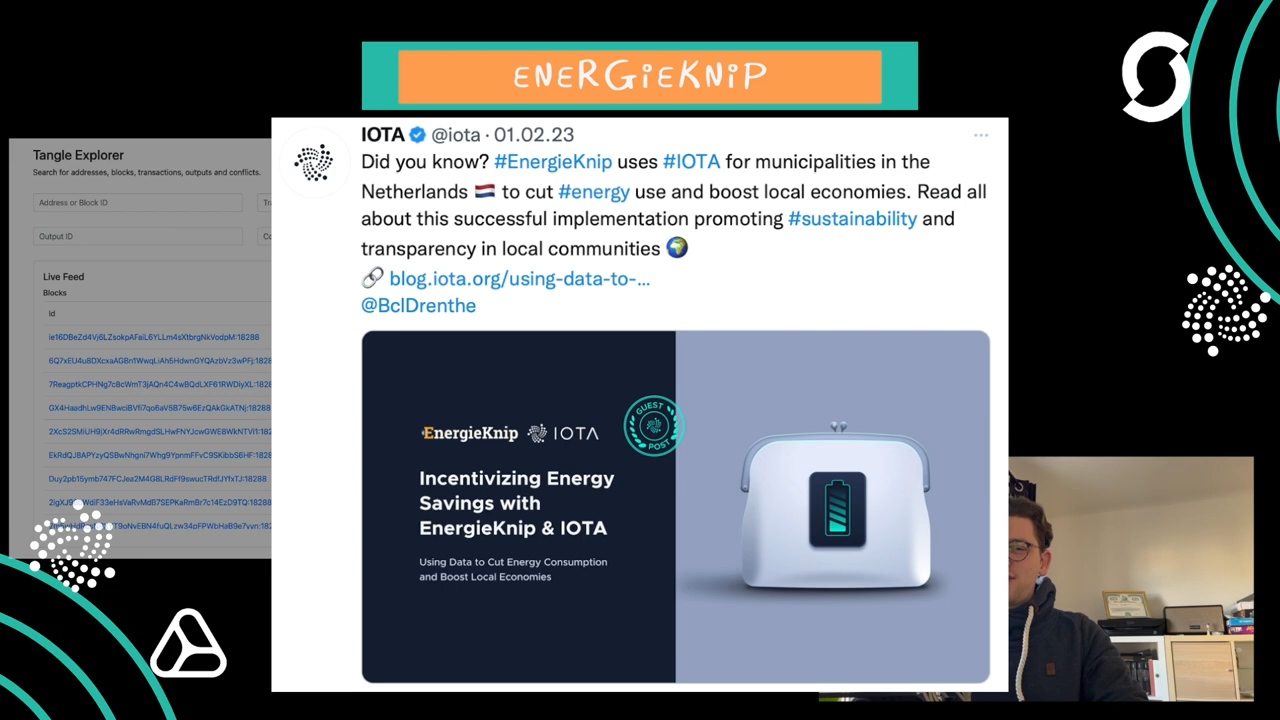 ENERGIEKNIP
IOTA @iota · 01.02.23
Did you know? #EnergieKnip uses #IOTA for municipalities in the
Netherlands 🇳🇱 to cut #energy use and boost local economies. Read all
about this successful implementation promoting #sustainability and
transparency in local communities 🌍
🔗 blog.iota.org/using-data-to-...
@BclDrenthe
EnergieKnip IOTA
GUEST
POST
Incentivizing Energy
Savings with
EnergieKnip & IOTA
Using Data to Cut Energy Consumption
and Boost Local Economies
Tangle Explorer
Search for addresses, blocks, transactions, outputs and conflicts.
Address or Block ID
Output ID
Live Feed
Blocks
Id